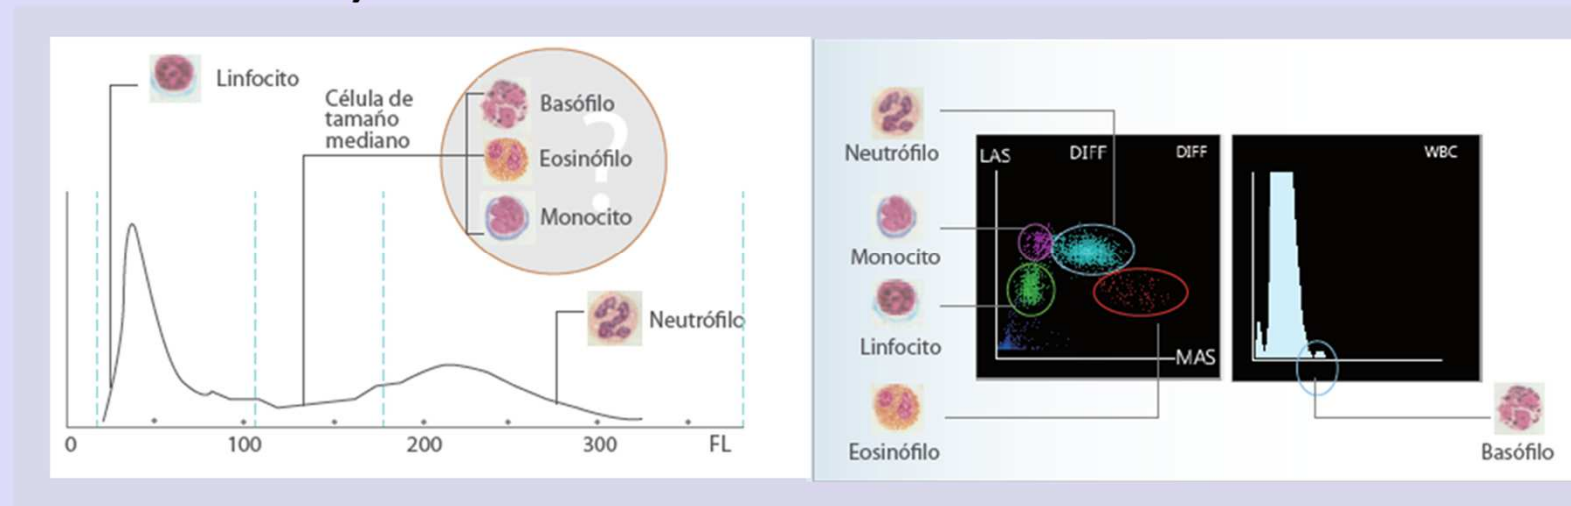 Linfocito
Célula de
tamaño
mediano
Basófilo
Eosinófilo
Monocito
?
Neutrófilo
0
100
200
300
FL
Neutrófilo
Monocito
Linfocito
Eosinófilo
LAS
DIFF
DIFF
MAS
WBC
Basófilo